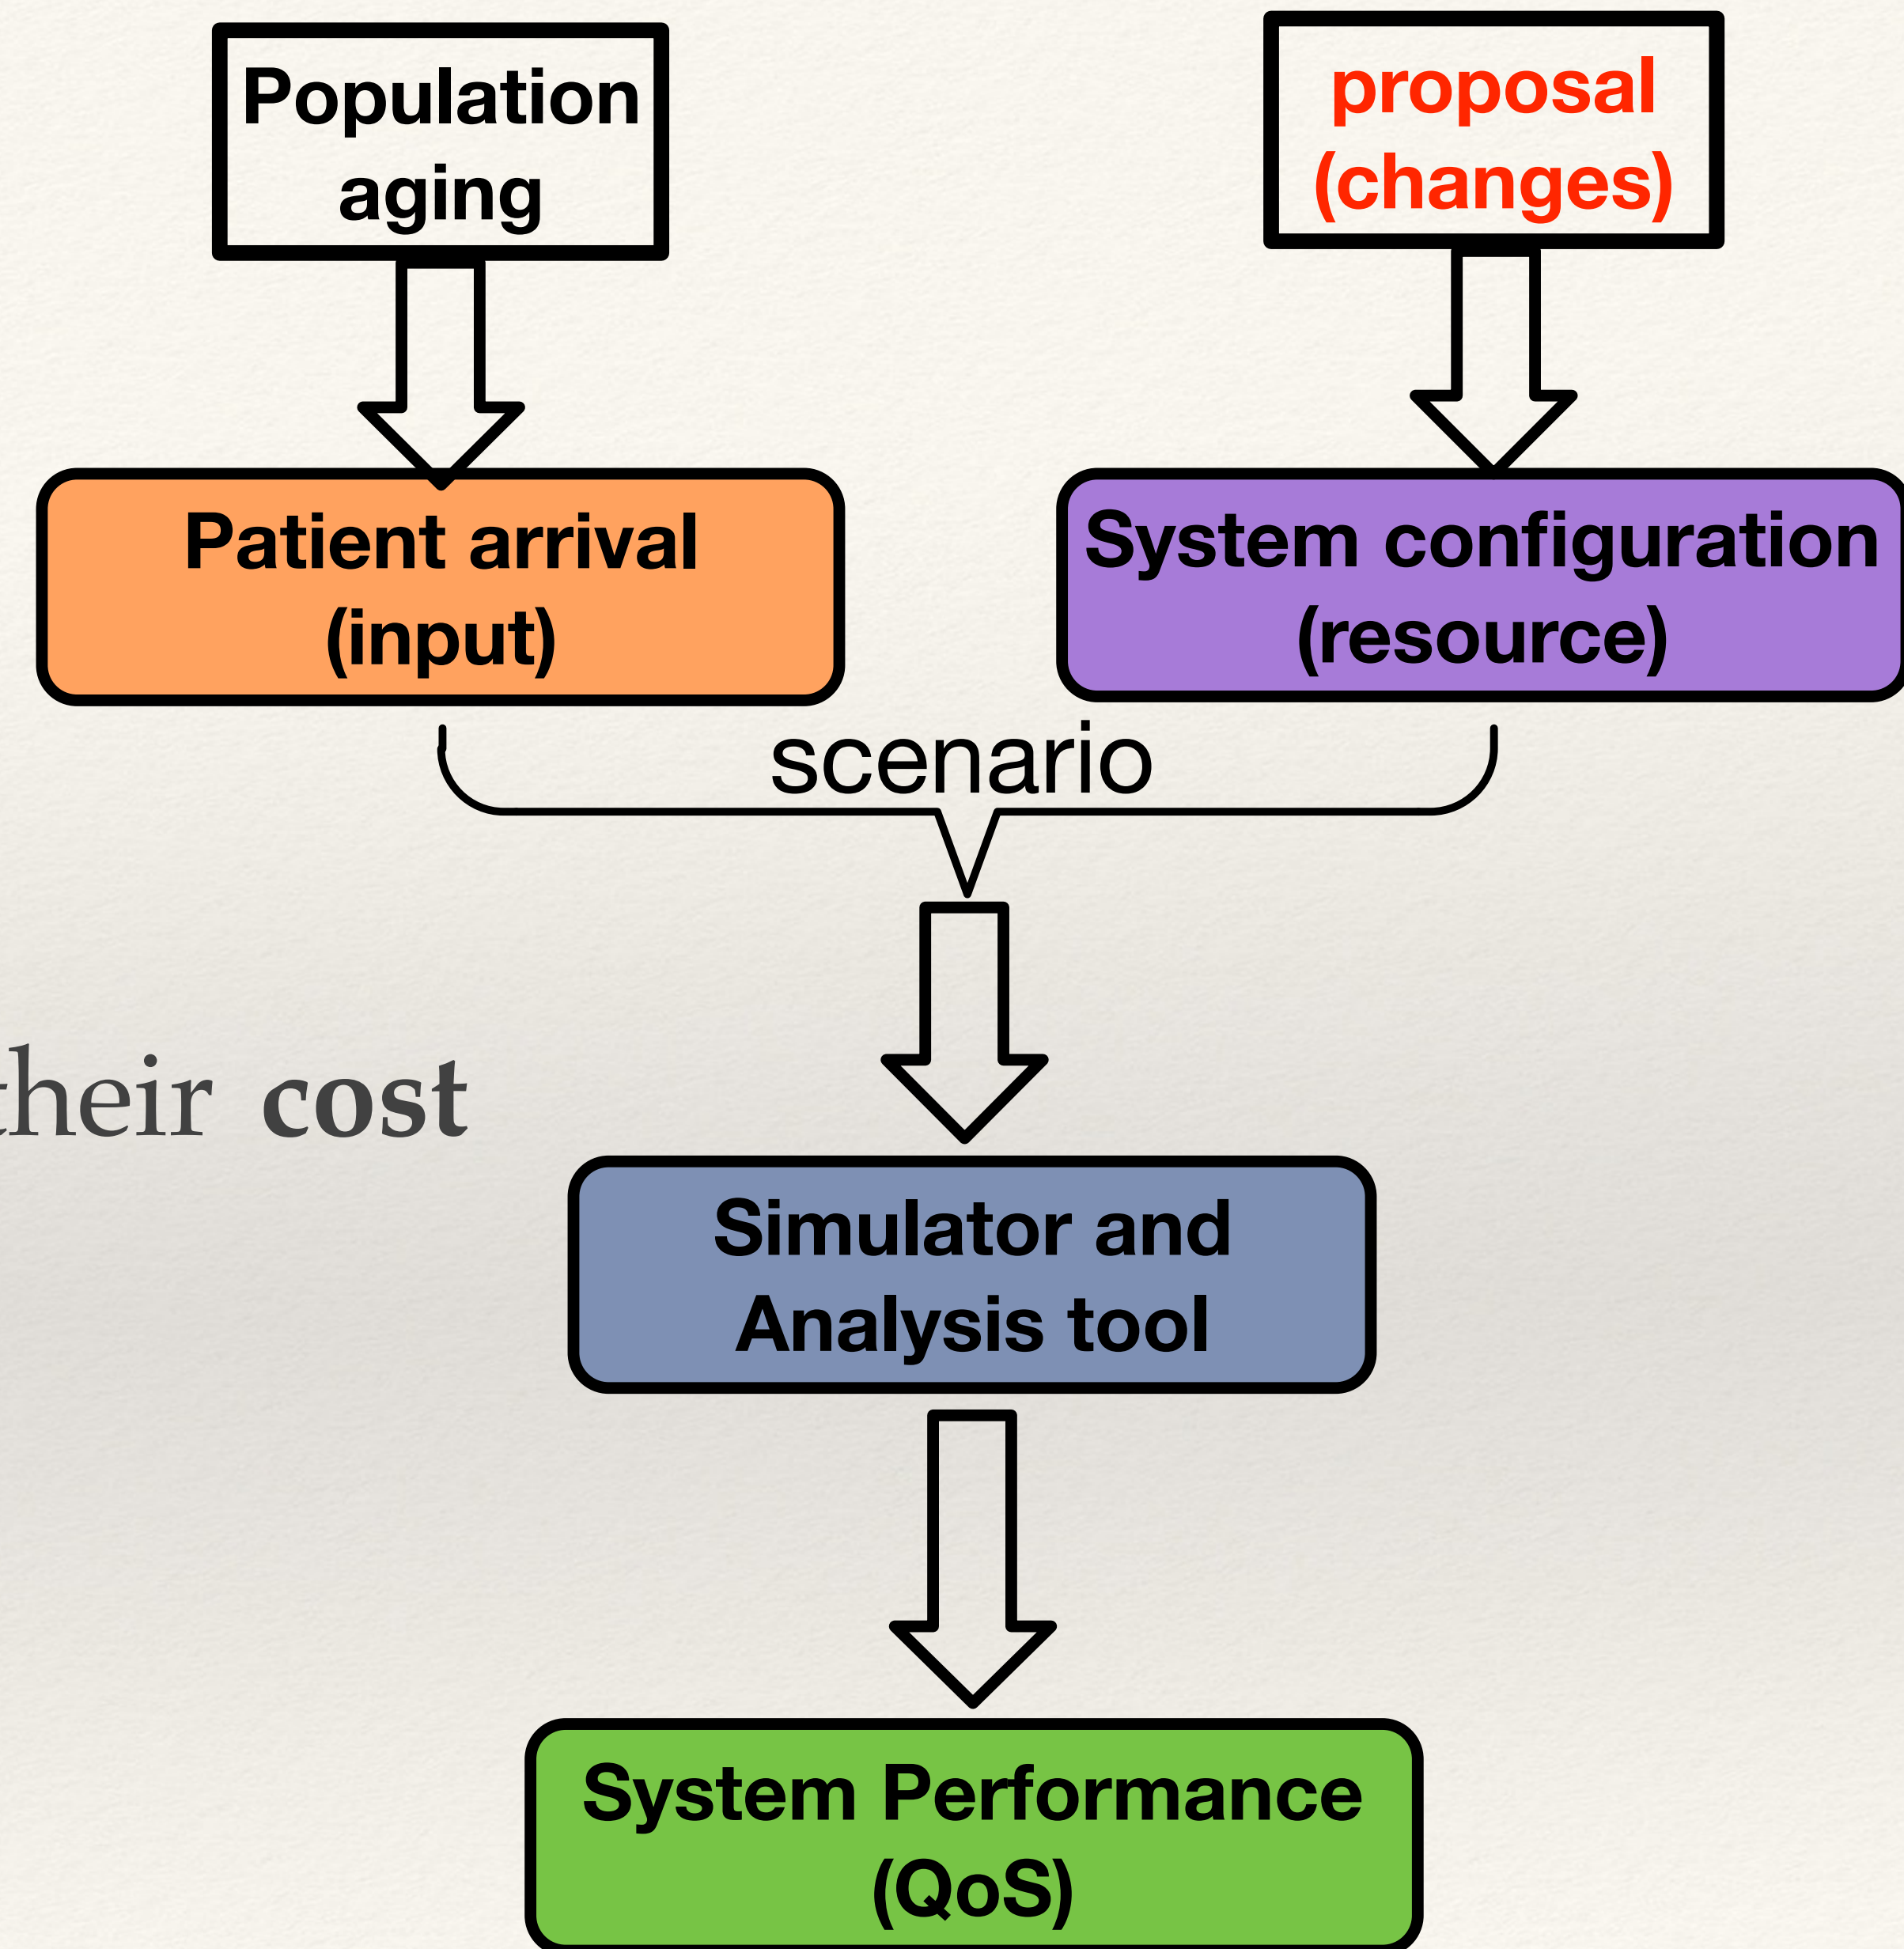 Population
aging
proposal
(changes)
Patient arrival
(input)
System configuration
(resource)
scenario
their cost
Simulator and
Analysis tool
System Performance
(QoS)